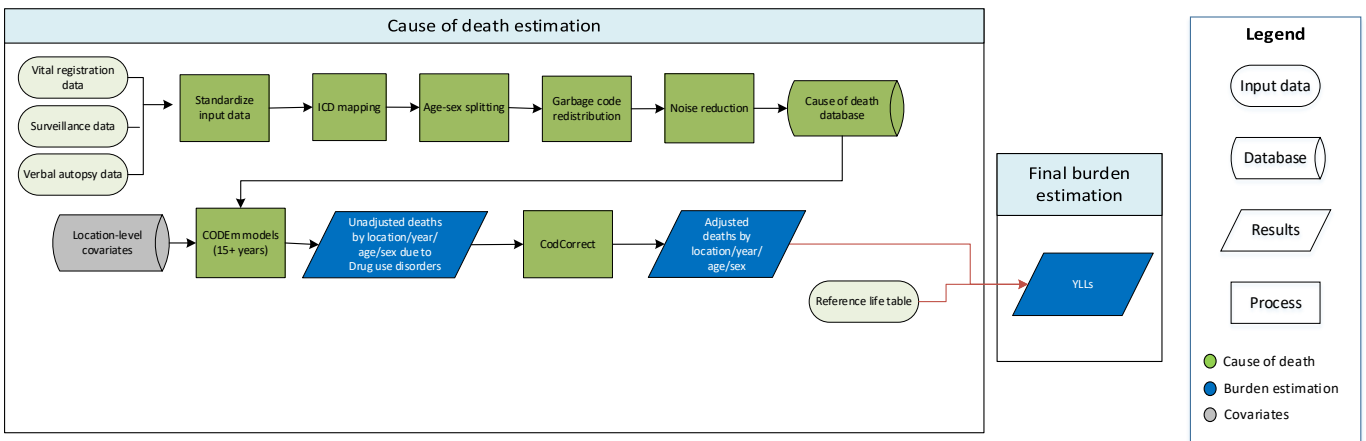 Cause of death estimation
Vital registration
data
Surveillance data
Verbal autopsy data
Standardize
input data
ICD mapping
Age-sex splitting
Garbage code
redistribution
Noise reduction
Cause of death
database
Location-level
covariates
CODEm models
(15+ years)
Unadjusted deaths
by location/year/
age/sex due to
Drug use disorders
CodCorrect
Adjusted
deaths by
location/year/
age/sex
Reference life table
Final burden
estimation
YLLs
Legend
Input data
Database
Results
Process
Cause of death
Burden estimation
Covariates